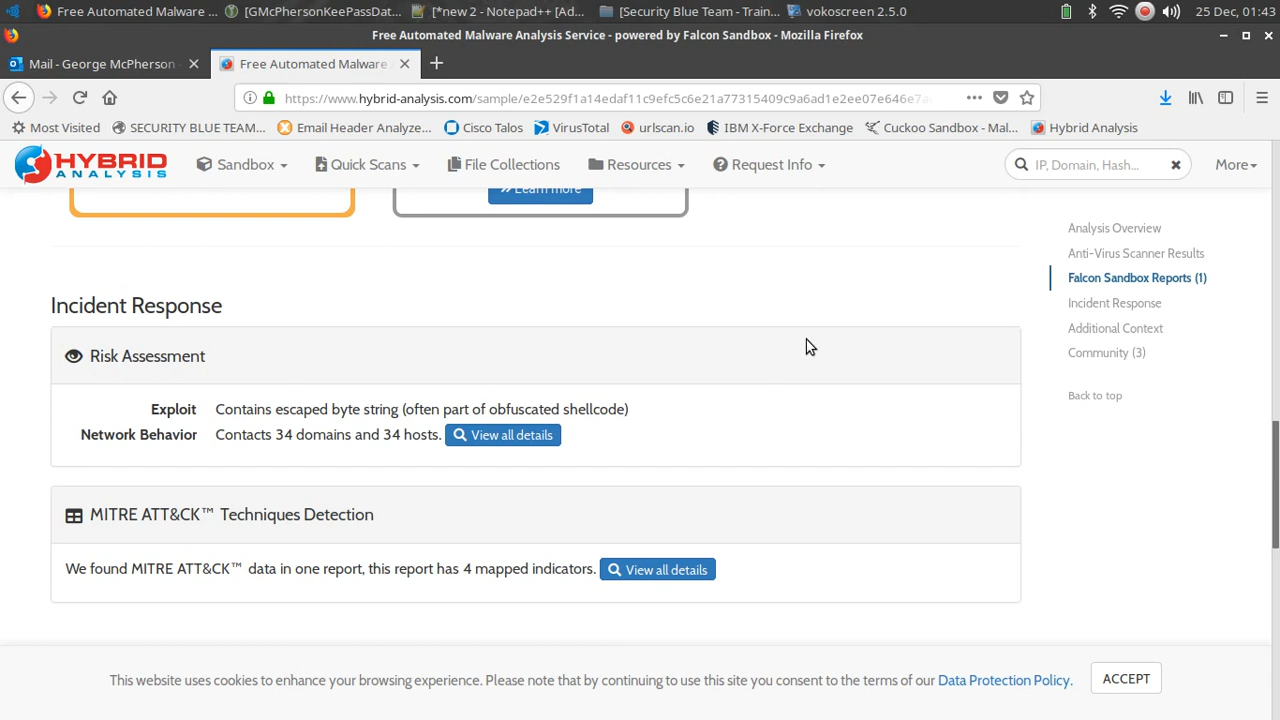 Free Automated Malware ...
[GMcPhersonKeePassDat...
[*new 2 - Notepad++ [Ad...
[Security Blue Team Train...
vokoscreen 2.5.0
25 Dec, 01:43
Free Automated Malware Analysis Service - powered by Falcon Sandbox - Mozilla Firefox
Mail - George McPherson
Free Automated Malware
https://www.hybrid-analysis.com/sample/e2e529f1a14edaf11c9efc5c6e21a77315409c9a6ad1e2ee07e646e7a
Most Visited
SECURITY BLUE TEAM...
Email Header Analyze...
Cisco Talos
VirusTotal
urlscan.io
IBM X-Force Exchange
Cuckoo Sandbox - Mal...
Hybrid Analysis
HYBRID
ANALYSIS
Sandbox
Quick Scans
File Collections
Resources
Request Info
IP, Domain, Hash...
More
Learn more
Analysis Overview
Anti-Virus Scanner Results
Falcon Sandbox Reports (1)
Incident Response
Additional Context
Community (3)
Back to top
Incident Response
Risk Assessment
Exploit Contains escaped byte string (often part of obfuscated shellcode)
Network Behavior Contacts 34 domains and 34 hosts. View all details
MITRE ATT&CK™ Techniques Detection
We found MITRE ATT&CK™ data in one report, this report has 4 mapped indicators. View all details
This website uses cookies to enhance your browsing experience. Please note that by continuing to use this site you consent to the terms of our Data Protection Policy.
ACCEPT